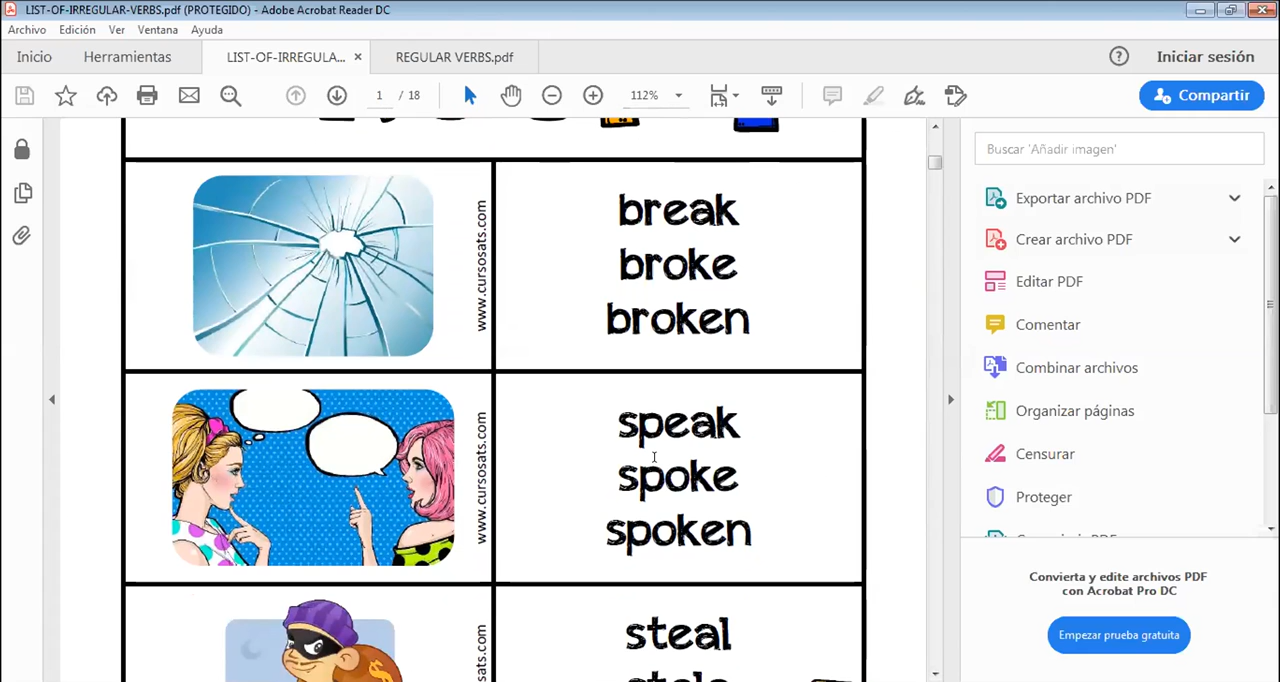 LIST-OF-IRREGULAR-VERBS.pdf (PROTEGIDO) - Adobe Acrobat Reader DC
Archivo Edición Ver Ventana Ayuda
Inicio Herramientas LIST-OF-IRREGULA... × REGULAR VERBS.pdf ? Iniciar sesión
1 / 18 112% Compartir
Buscar 'Añadir imagen'
Exportar archivo PDF
Crear archivo PDF
Editar PDF
Comentar
Combinar archivos
Organizar páginas
Censurar
Proteger
Convierta y edite archivos PDF
con Acrobat Pro DC
Empezar prueba gratuita
www.cursosats.com
break
broke
broken
www.cursosats.com
speak
spoke
spoken
steal